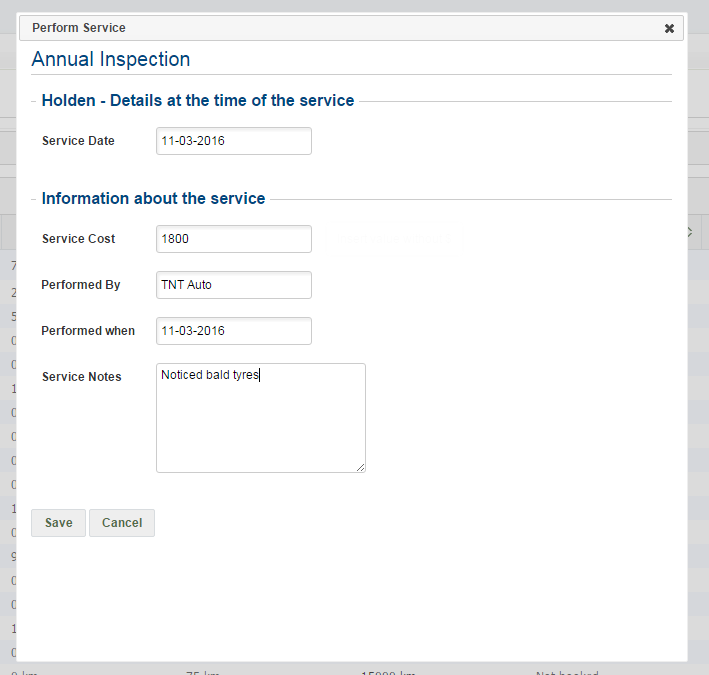 Perform Service
Annual Inspection
Holden - Details at the time of the service
Service Date 11-03-2016
Information about the service
Service Cost 1800
Performed By TNT Auto
Performed when 11-03-2016
Service Notes Noticed bald tyres
Save Cancel